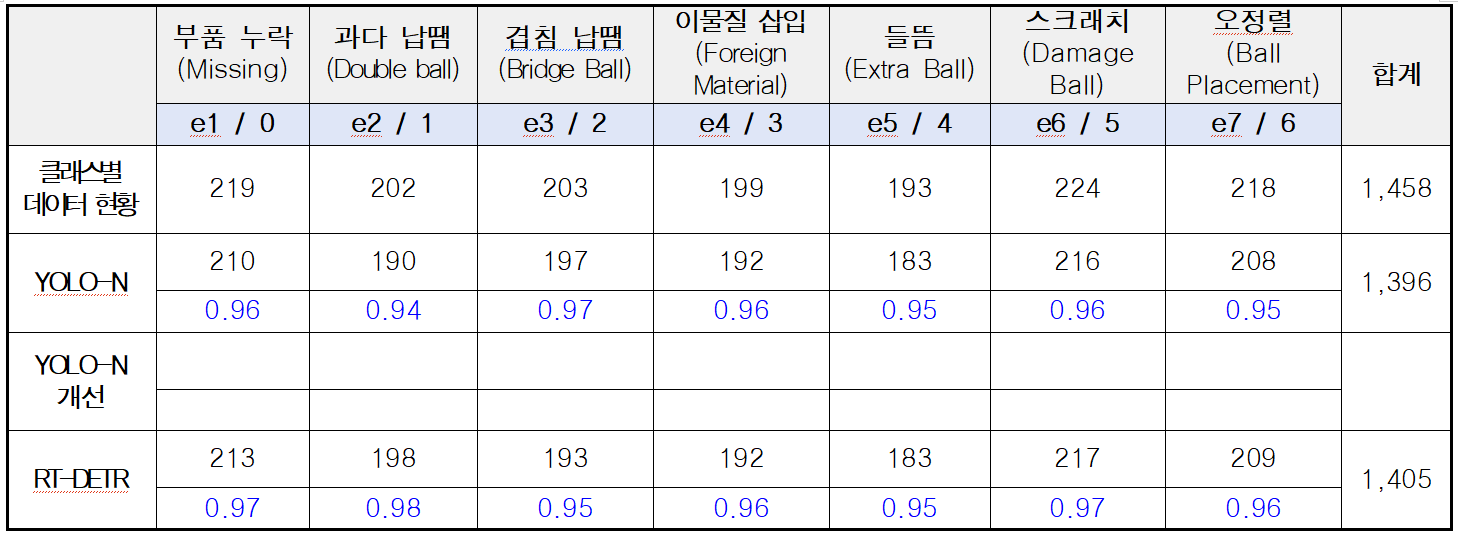 부품 누락
(Missing)
과다 납땜
(Double ball)
겹침 납땜
(Bridge Ball)
이물질 삽입
(Foreign
Material)
들뜸
(Extra Ball)
스크래치
(Damage
Ball)
오정렬
(Ball
Placement)
합계
e1 / 0
e2 / 1
e3 / 2
e4 / 3
e5 / 4
e6 / 5
e7 / 6
클래스별
데이터 현황
219
202
203
199
193
224
218
1,458
YOLO-N
210
190
197
192
183
216
208
1,396
0.96
0.94
0.97
0.96
0.95
0.96
0.95
YOLO-N
개선
RT-DETR
213
198
193
192
183
217
209
1,405
0.97
0.98
0.95
0.96
0.95
0.97
0.96